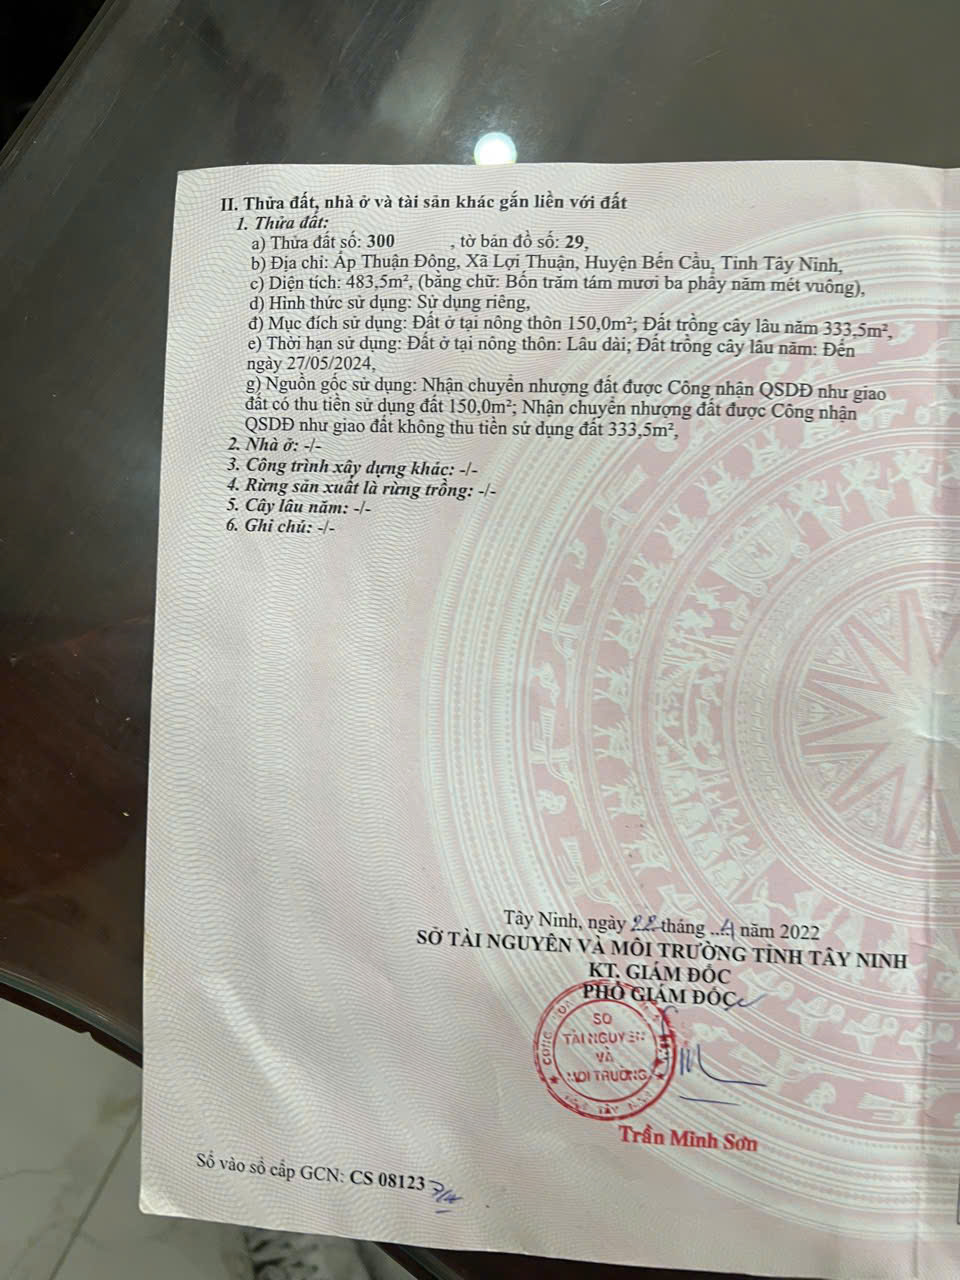 II. Thửa đất, nhà ở và tài sản khác gắn liền với đất
1. Thửa đất:
a) Thửa đất số: 300 , tờ bản đồ số: 29,
b) Địa chỉ: Ấp Thuận Đông, Xã Lợi Thuận, Huyện Bến Cầu, Tỉnh Tây Ninh,
c) Diện tích: 483,5m², (bằng chữ: Bốn trăm tám mươi ba phẩy năm mét vuông),
d) Hình thức sử dụng: Sử dụng riêng,
đ) Mục đích sử dụng: Đất ở tại nông thôn 150,0m²; Đất trồng cây lâu năm 333,5m²,
e) Thời hạn sử dụng: Đất ở tại nông thôn: Lâu dài; Đất trồng cây lâu năm: Đến
ngày 27/05/2024,
g) Nguồn gốc sử dụng: Nhận chuyển nhượng đất được Công nhận QSDĐ như giao
đất có thu tiền sử dụng đất 150,0m²; Nhận chuyển nhượng đất được Công nhận
QSDĐ như giao đất không thu tiền sử dụng đất 333,5m²,
2. Nhà ở: -/-
3. Công trình xây dựng khác: -/-
4. Rừng sản xuất là rừng trồng: -/-
5. Cây lâu năm: -/-
6. Ghi chú: -/-
Tây Ninh, ngày 22 tháng ..4 năm 2022
SỞ TÀI NGUYÊN VÀ MÔI TRƯỜNG TỈNH TÂY NINH
KT. GIÁM ĐỐC
PHÓ GIÁM ĐỐC
SỞ
TÀI NGUYÊN
VÀ
MÔI TRƯỜNG
Trần Minh Sơn
Số vào sổ cấp GCN: CS 08123